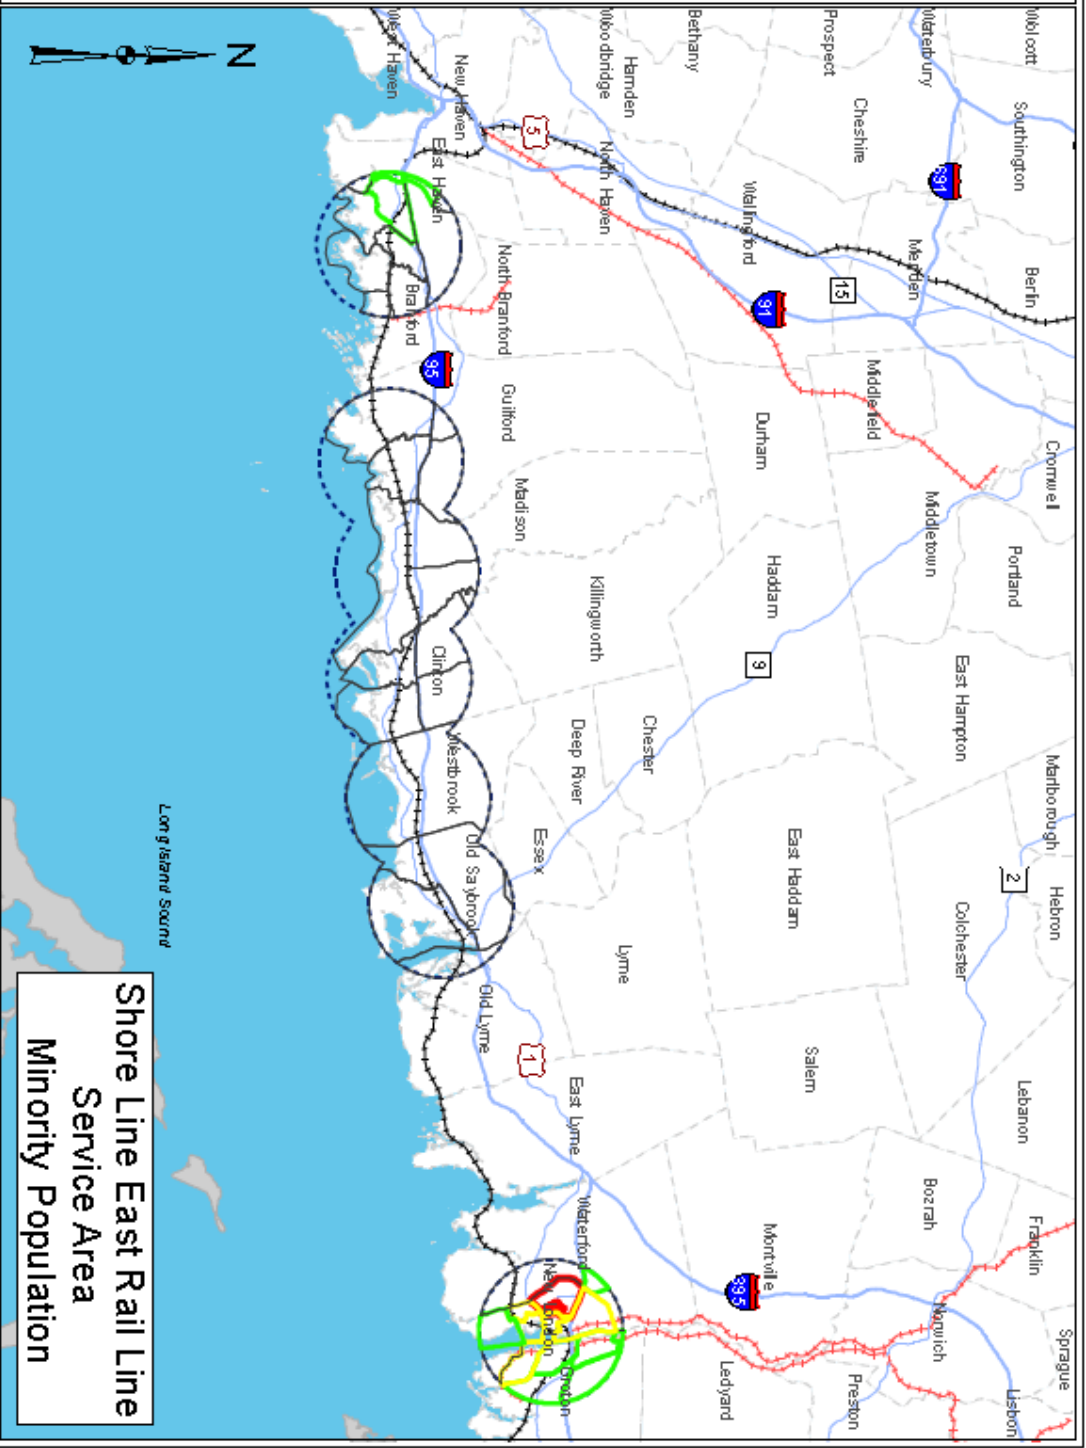 Wolcott
Southington
Berlin
Cromwell
Portland
Marlborough
Hebron
Lebanon
Franklin
Sprague
Lisbon
Waterbury
691
Meriden
Middletown
East Hampton
2
Colchester
Bozrah
Norwich
Prospect
Cheshire
15
Middlefield
Preston
Bethany
Wallingford
91
Durham
Haddam
9
East Haddam
Salem
Montville
395
Ledyard
Woodbridge
Hamden
North Haven
Killingworth
Chester
Deep River
Lyme
5
North Branford
Guilford
Madison
Essex
1
East Lyme
Waterford
New London
Groton
West Haven
New Haven
East Haven
Branford
95
Clinton
Westbrook
Old Saybrook
Old Lyme
N
Long Island Sound
Shore Line East Rail Line
Service Area
Minority Population